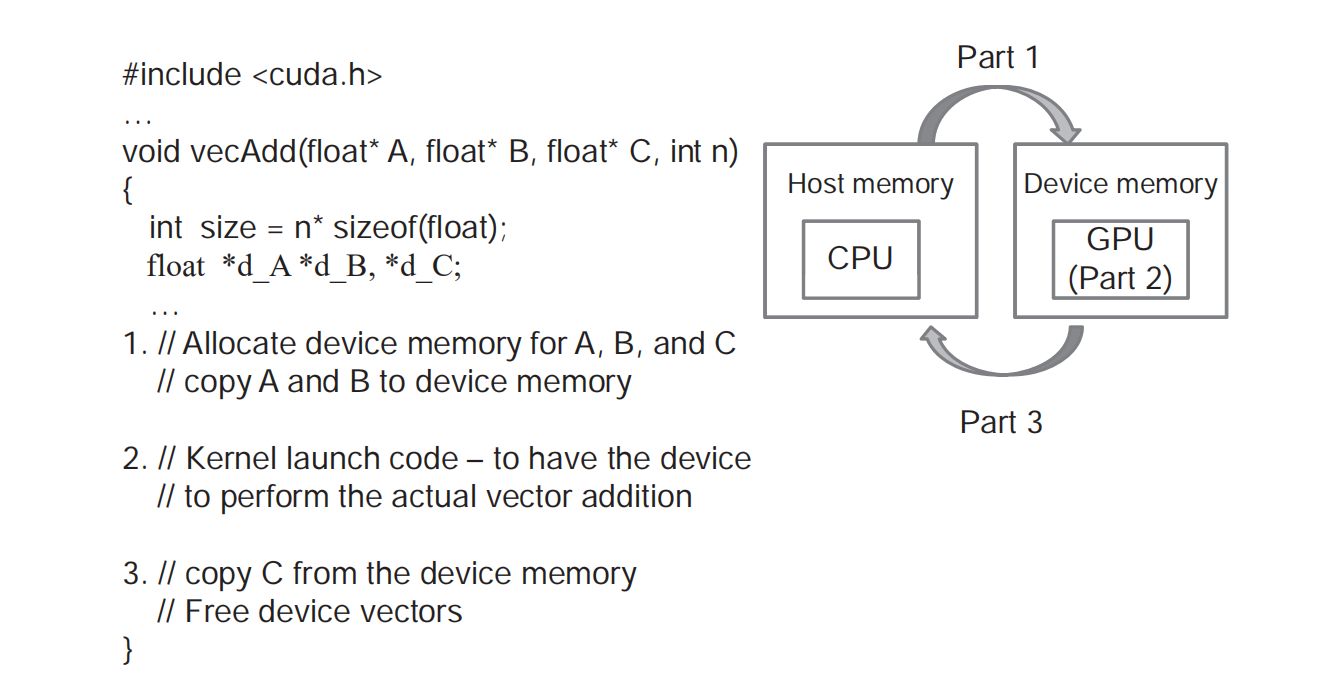 #include <cuda.h>
...
void vecAdd(float* A, float* B, float* C, int n)
{
int size = n* sizeof(float);
float *d_A *d_B, *d_C;
...
1. // Allocate device memory for A, B, and C
// copy A and B to device memory
2. // Kernel launch code – to have the device
// to perform the actual vector addition
3. // copy C from the device memory
// Free device vectors
}
Part 1
Host memory
CPU
Device memory
GPU
(Part 2)
Part 3